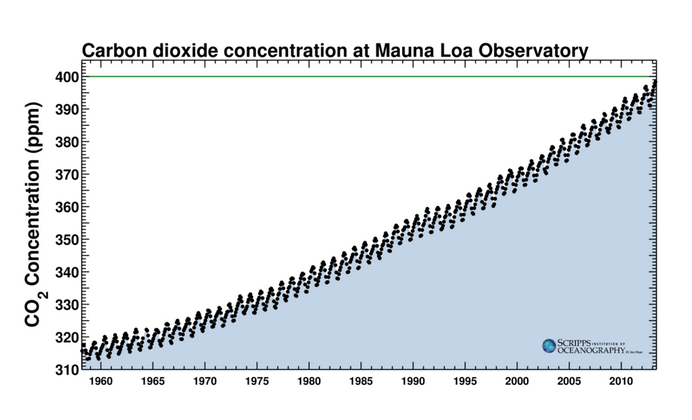 Carbon dioxide concentration at Mauna Loa Observatory
CO2 Concentration (ppm)
400
390
380
370
360
350
340
330
320
310
1960 1965 1970 1975 1980 1985 1990 1995 2000 2005 2010
SCRIPPS INSTITUTION OF
OCEANOGRAPHY